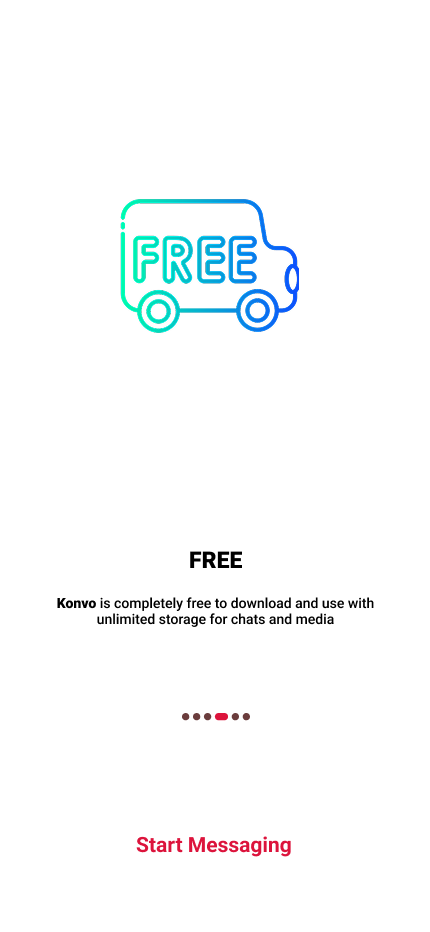 FREE
FREE
Konvo is completely free to download and use with
unlimited storage for chats and media
Start Messaging